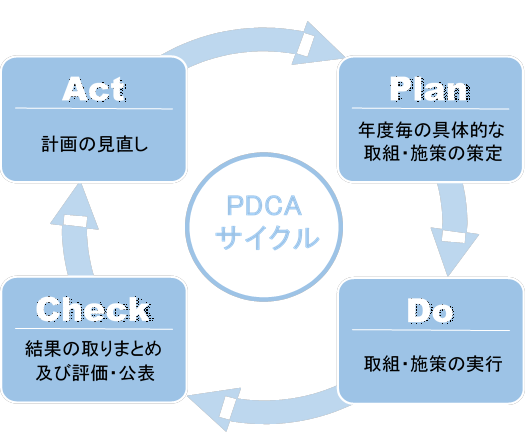 Act
計画の見直し
Plan
年度毎の具体的な
取組・施策の策定
PDCA
サイクル
Check
結果の取りまとめ
及び評価・公表
Do
取組・施策の実行